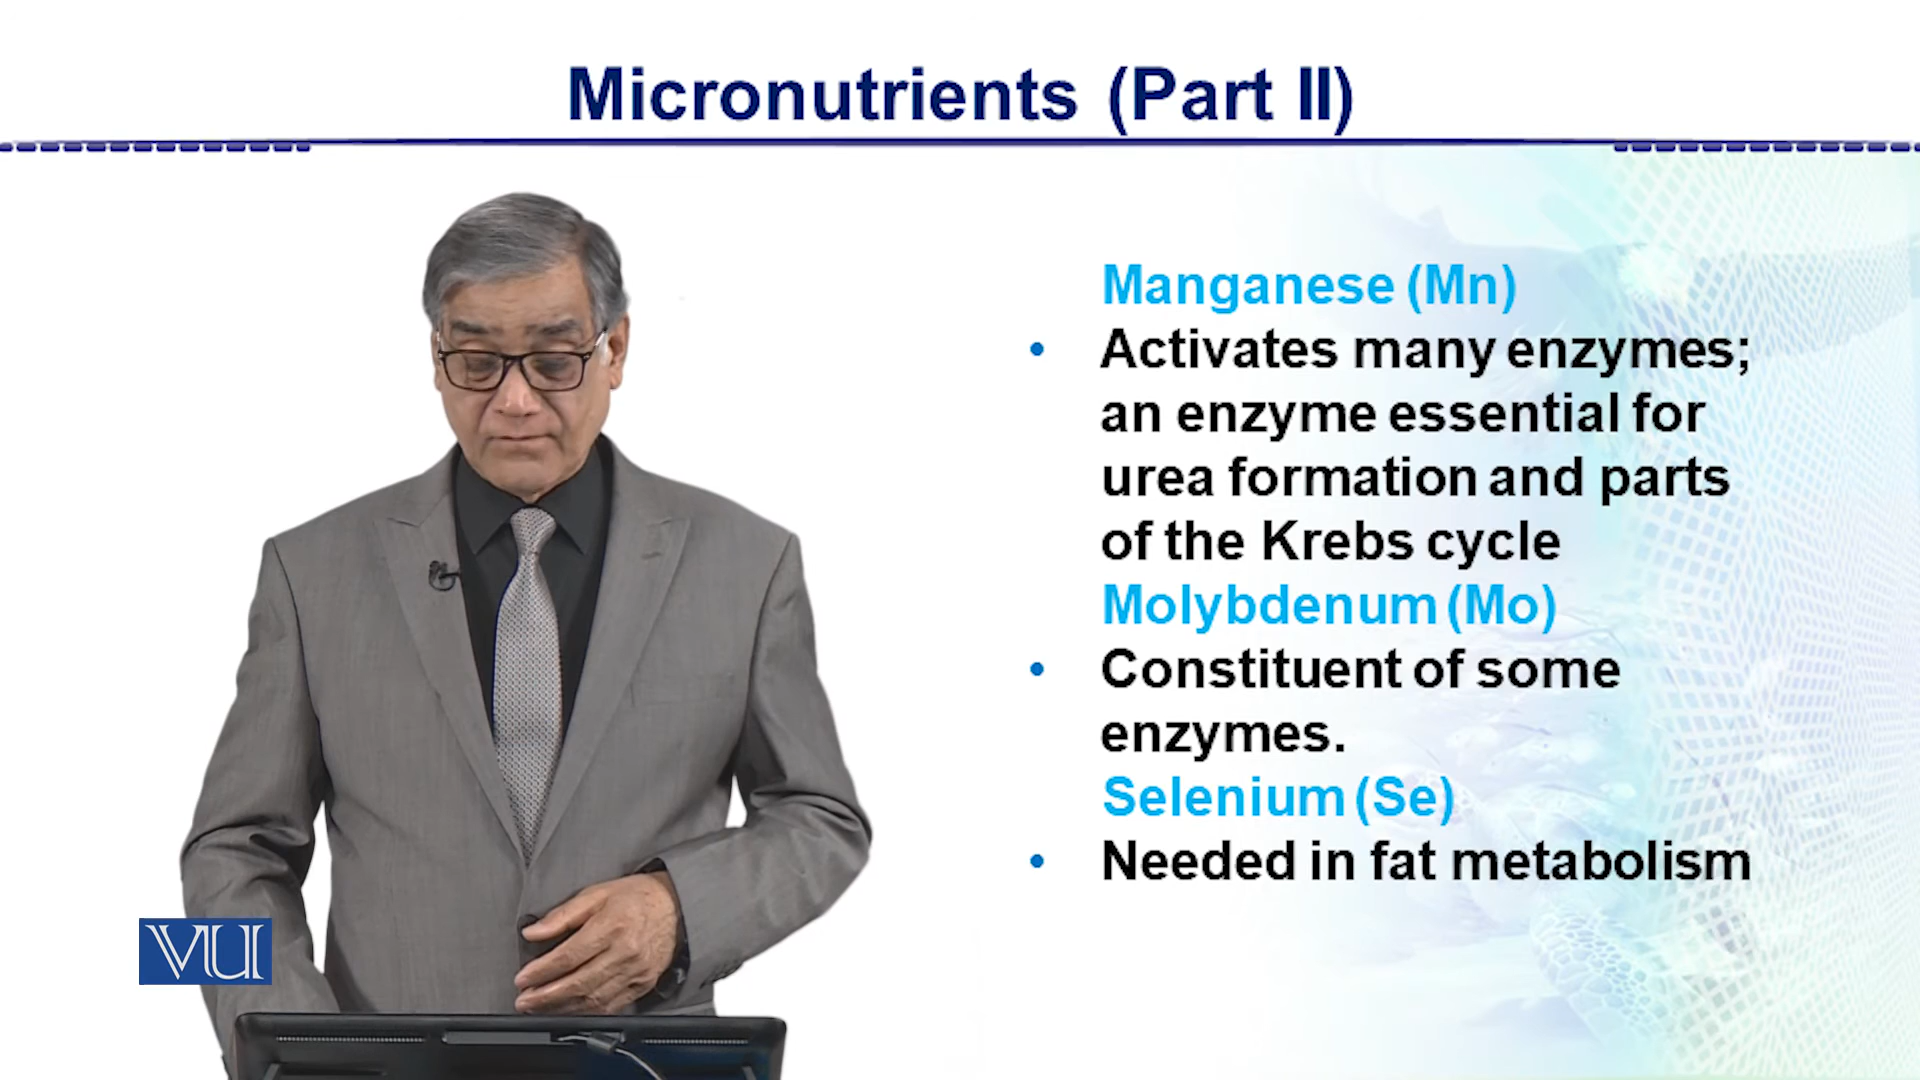 Micronutrients (Part II)
Manganese (Mn)
• Activates many enzymes;
an enzyme essential for
urea formation and parts
of the Krebs cycle
Molybdenum (Mo)
• Constituent of some
enzymes.
Selenium (Se)
• Needed in fat metabolism
VU